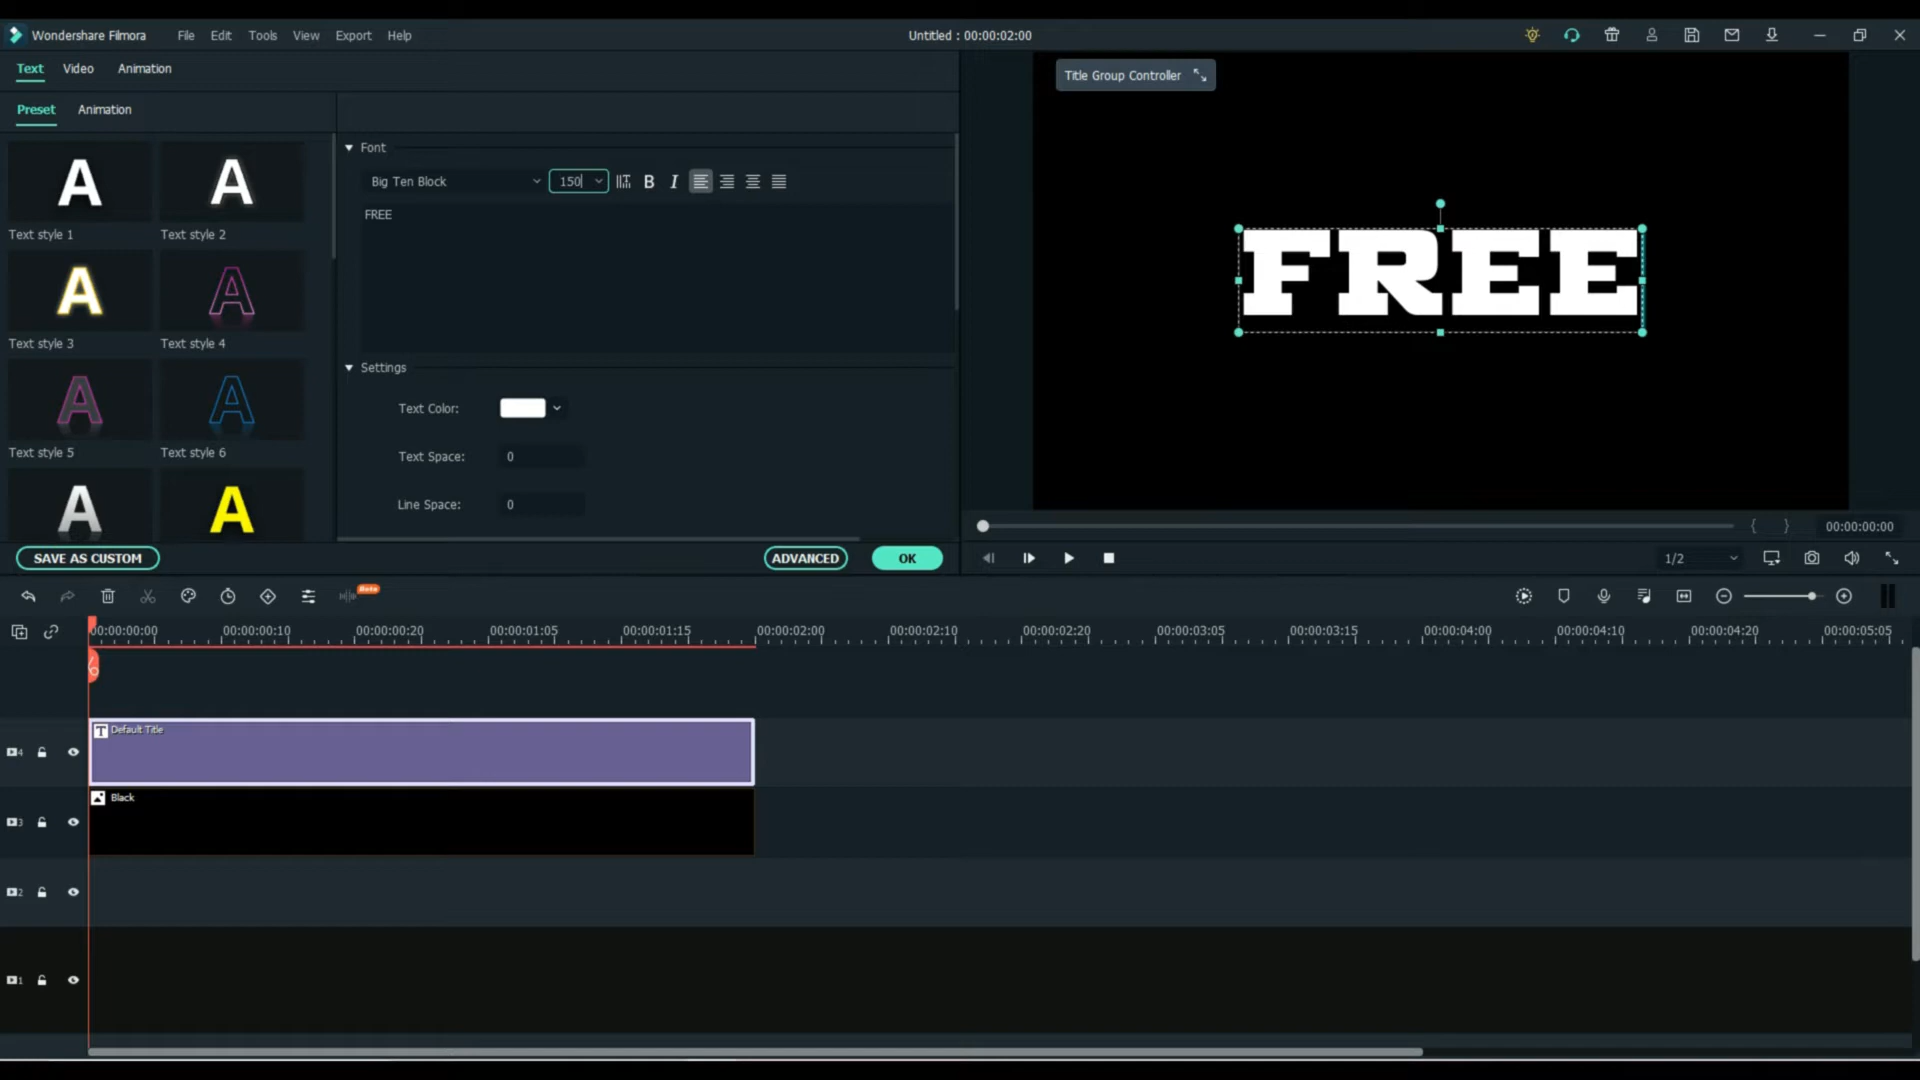 Wondershare Filmora File Edit Tools View Export Help Untitled : 00:00:02:00
Text Video Animation
Title Group Controller
Preset Animation
Font
Big Ten Block 150 B I
FREE
FREE
Text style 1 Text style 2
Text style 3 Text style 4
Text style 5 Text style 6
Settings
Text Color:
Text Space: 0
Line Space: 0
SAVE AS CUSTOM ADVANCED OK
00:00:00:00
1/2
Beta
00:00:00:00 00:00:00:10 00:00:00:20 00:00:01:05 00:00:01:15 00:00:02:00 00:00:02:10 00:00:02:20 00:00:03:05 00:00:03:15 00:00:04:00 00:00:04:10 00:00:04:20 00:00:05:05
T Default Title
4
Black
3
2
1